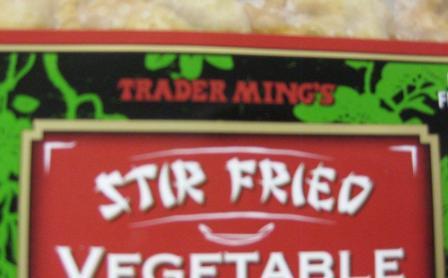 TRADER MING'S
STIR FRIED
VEGETABLE